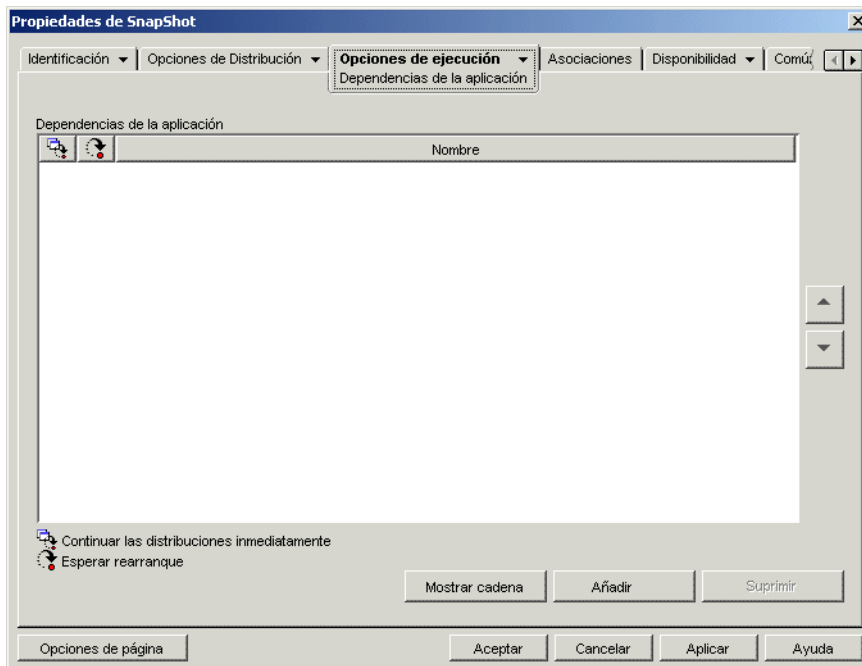 Propiedades de SnapShot
Identificación Opciones de Distribución Opciones de ejecución Asociaciones Disponibilidad
Dependencias de la aplicación
Dependencias de la aplicación
Nombre
Continuar las distribuciones inmediatamente
Esperar rearranque
Mostrar cadena Añadir Suprimir
Opciones de página Aceptar Cancelar Aplicar Ayuda